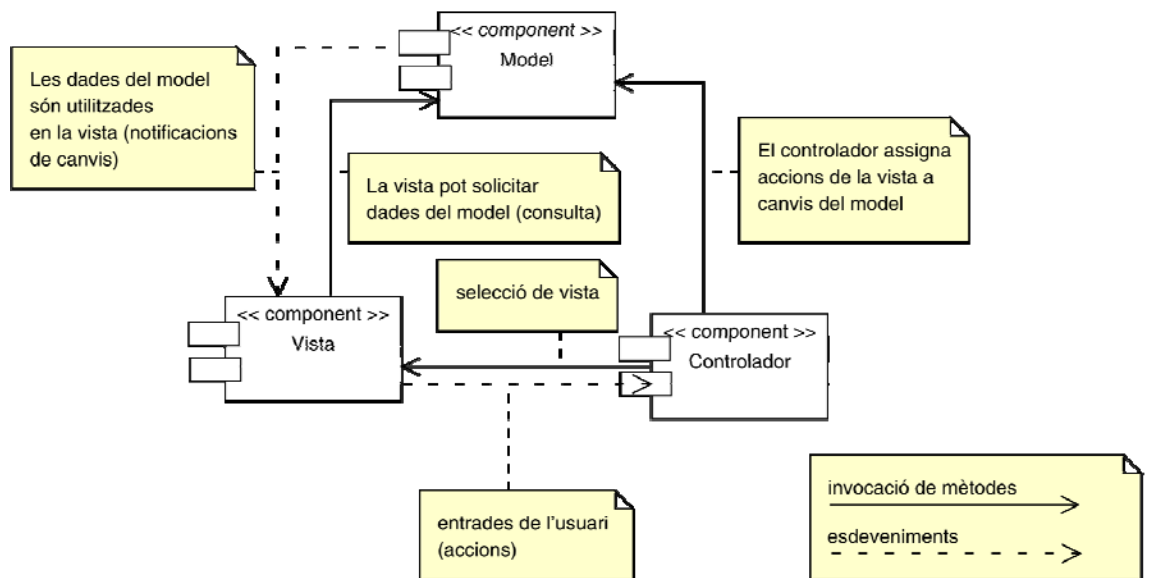 << component >>
Model
Les dades del model
són utilitzades
en la vista (notificacions
de canvis)
El controlador assigna
accions de la vista a
canvis del model
La vista pot solicitar
dades del model (consulta)
selecció de vista
<< component >>
Vista
<< component >>
Controlador
entrades de l'usuari
(accions)
invocació de mètodes
esdeveniments